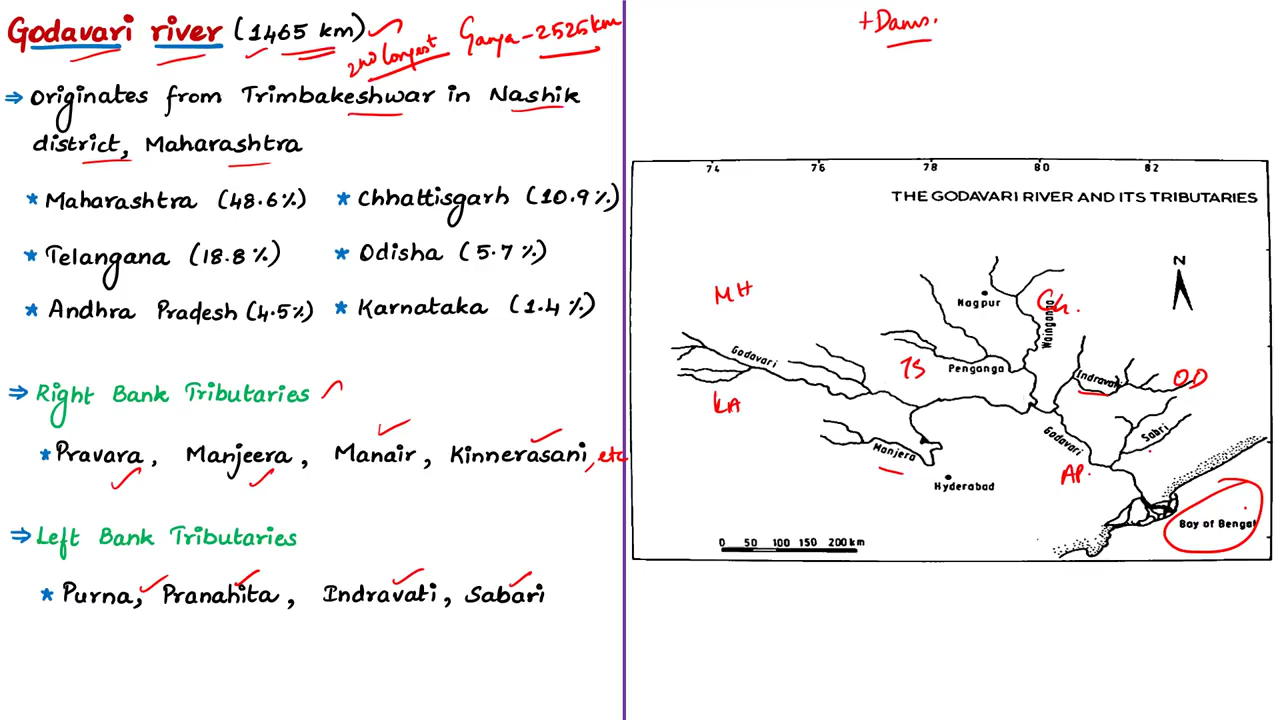 Godavari river (1465 km)
2nd longest Ganga - 2525 km
⇒ Originates from Trimbakeshwar in Nashik
district, Maharashtra
* Maharashtra (48.6%) * Chhattisgarh (10.9%)
* Telangana (18.8%) * Odisha (5.7%)
* Andhra Pradesh (4.5%) * Karnataka (1.4%)
⇒ Right Bank Tributaries
* Pravara, Manjeera, Manair, Kinnerasani, etc
⇒ Left Bank Tributaries
* Purna, Pranahita, Indravati, Sabari
+Dams.
74 76 78 80 82
THE GODAVARI RIVER AND ITS TRIBUTARIES
N
MH
Nagpur
Ch.
Wainganga
Godavari
TS
Penganga
Indravati
OD
KA
Manjera
Godavari
Sabri
AP.
Hyderabad
Bay of Bengal
0 50 100 150 200 km